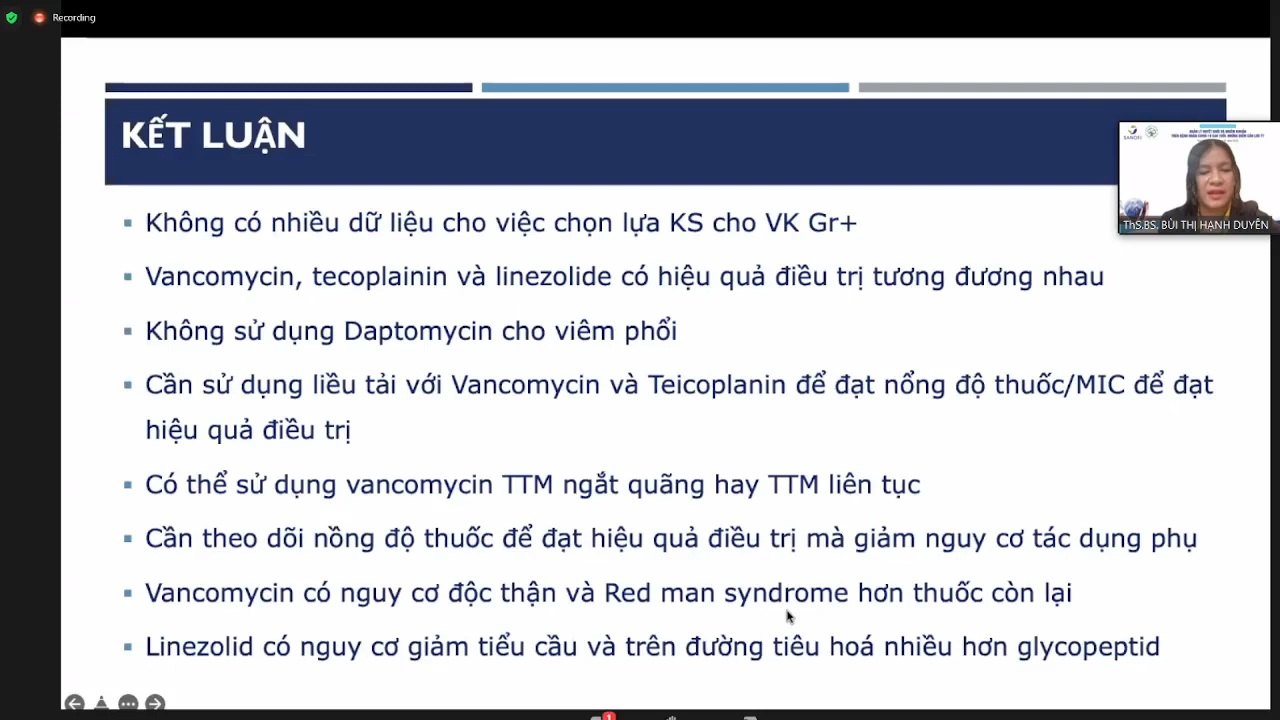 Recording
KẾT LUẬN
SANOFI
ThS.BS. BÙI THỊ HẠNH DUYÊN
Không có nhiều dữ liệu cho việc chọn lựa KS cho VK Gr+
Vancomycin, tecoplainin và linezolide có hiệu quả điều trị tương đương nhau
Không sử dụng Daptomycin cho viêm phổi
Cần sử dụng liều tải với Vancomycin và Teicoplanin để đạt nổng độ thuốc/MIC để đạt
hiệu quả điều trị
Có thể sử dụng vancomycin TTM ngắt quãng hay TTM liên tục
Cần theo dõi nồng độ thuốc để đạt hiệu quả điều trị mà giảm nguy cơ tác dụng phụ
Vancomycin có nguy cơ độc thận và Red man syndrome hơn thuốc còn lại
Linezolid có nguy cơ giảm tiểu cầu và trên đường tiêu hoá nhiều hơn glycopeptid
1